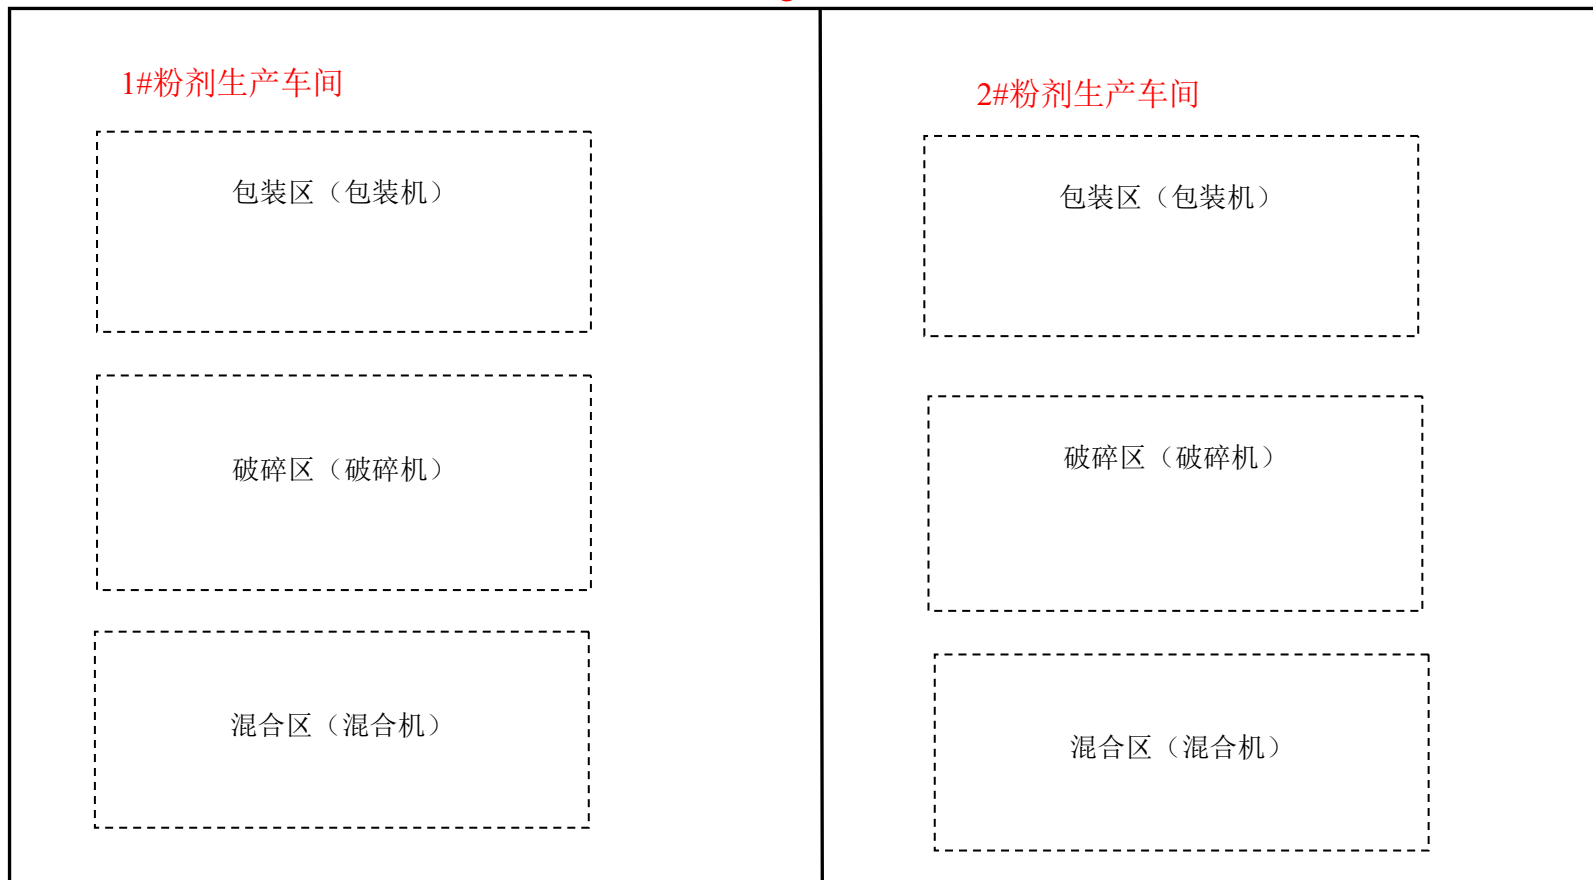 1#粉剂生产车间
包装区（包装机）
破碎区（破碎机）
混合区（混合机）
2#粉剂生产车间
包装区（包装机）
破碎区（破碎机）
混合区（混合机）